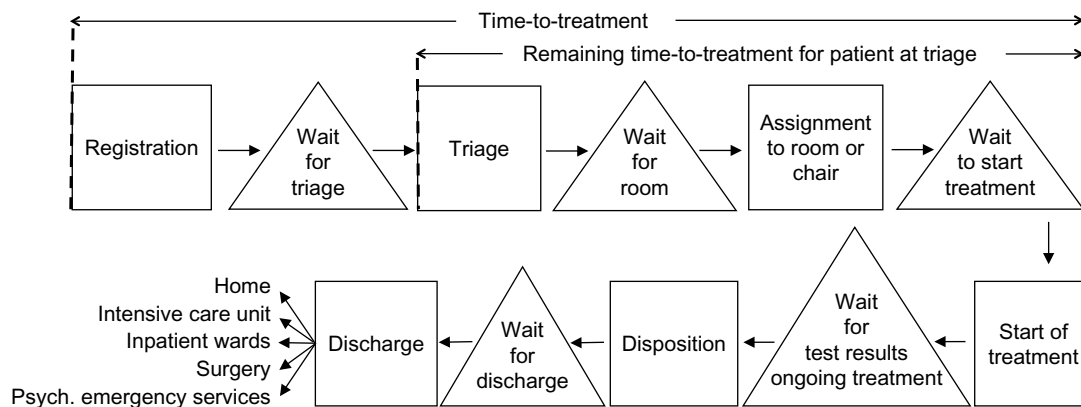 Time-to-treatment
Remaining time-to-treatment for patient at triage
Registration
Wait
for
triage
Triage
Wait
for
room
Assignment
to room or
chair
Wait
to start
treatment
Home
Intensive care unit
Inpatient wards
Surgery
Psych. emergency services
Discharge
Wait
for
discharge
Disposition
Wait
for
test results
ongoing treatment
Start of
treatment